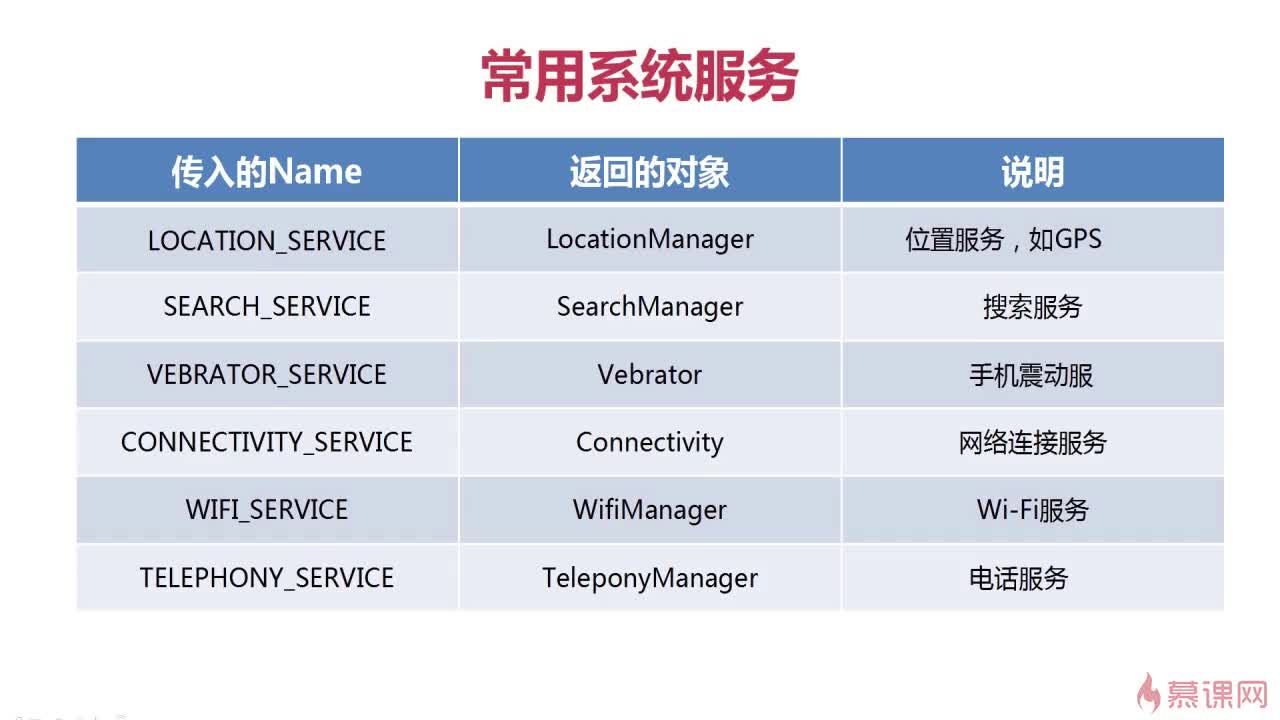 常用系统服务
传入的Name 返回的对象 说明
LOCATION_SERVICE LocationManager 位置服务，如GPS
SEARCH_SERVICE SearchManager 搜索服务
VEBRATOR_SERVICE Vebrator 手机震动服
CONNECTIVITY_SERVICE Connectivity 网络连接服务
WIFI_SERVICE WifiManager Wi-Fi服务
TELEPHONY_SERVICE TeleponyManager 电话服务
慕课网